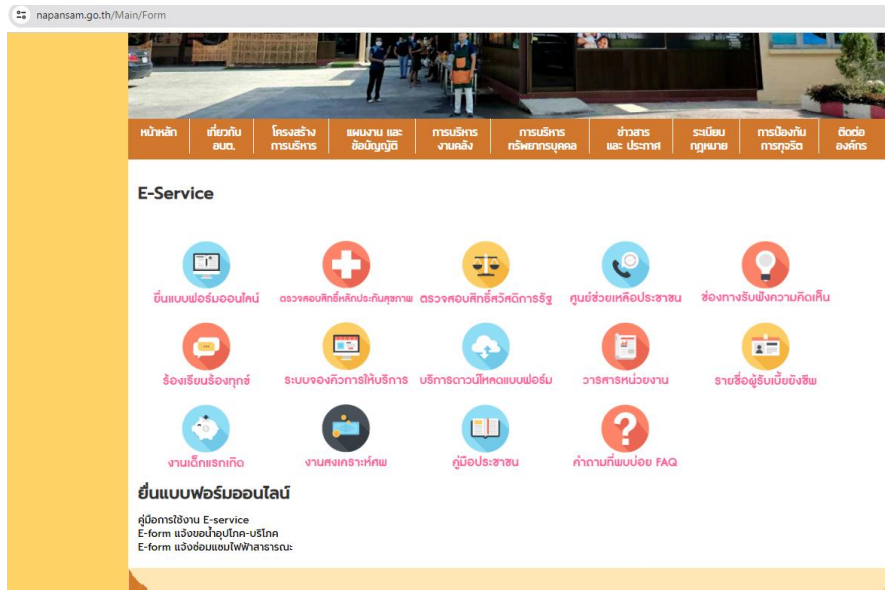 napansam.go.th/Main/Form
หน้าหลัก
เกี่ยวกับ
อบต.
โครงสร้าง
การบริหาร
แผนงาน และ
ข้อบัญญัติ
การบริหาร
งานคลัง
การบริหาร
ทรัพยากรบุคคล
ข่าวสาร
และ ประกาศ
ระเบียบ
กฎหมาย
การป้องกัน
การทุจริต
ติดต่อ
องค์กร
E-Service
ยื่นแบบฟอร์มออนไลน์
ตรวจสอบสิทธิ์หลักประกันสุขภาพ
ตรวจสอบสิทธิ์สวัสดิการรัฐ
ศูนย์ช่วยเหลือประชาชน
ช่องทางรับฟังความคิดเห็น
ร้องเรียนร้องทุกข์
ระบบจองคิวการให้บริการ
บริการดาวน์โหลดแบบฟอร์ม
วารสารหน่วยงาน
รายชื่อผู้รับเบี้ยยังชีพ
งานเด็กแรกเกิด
งานสงเคราะห์ศพ
คู่มือประชาชน
คำถามที่พบบ่อย FAQ
ยื่นแบบฟอร์มออนไลน์
คู่มือการใช้งาน E-service
E-form แจ้งขอน้ำอุปโภค-บริโภค
E-form แจ้งซ่อมแซมไฟฟ้าสาธารณะ